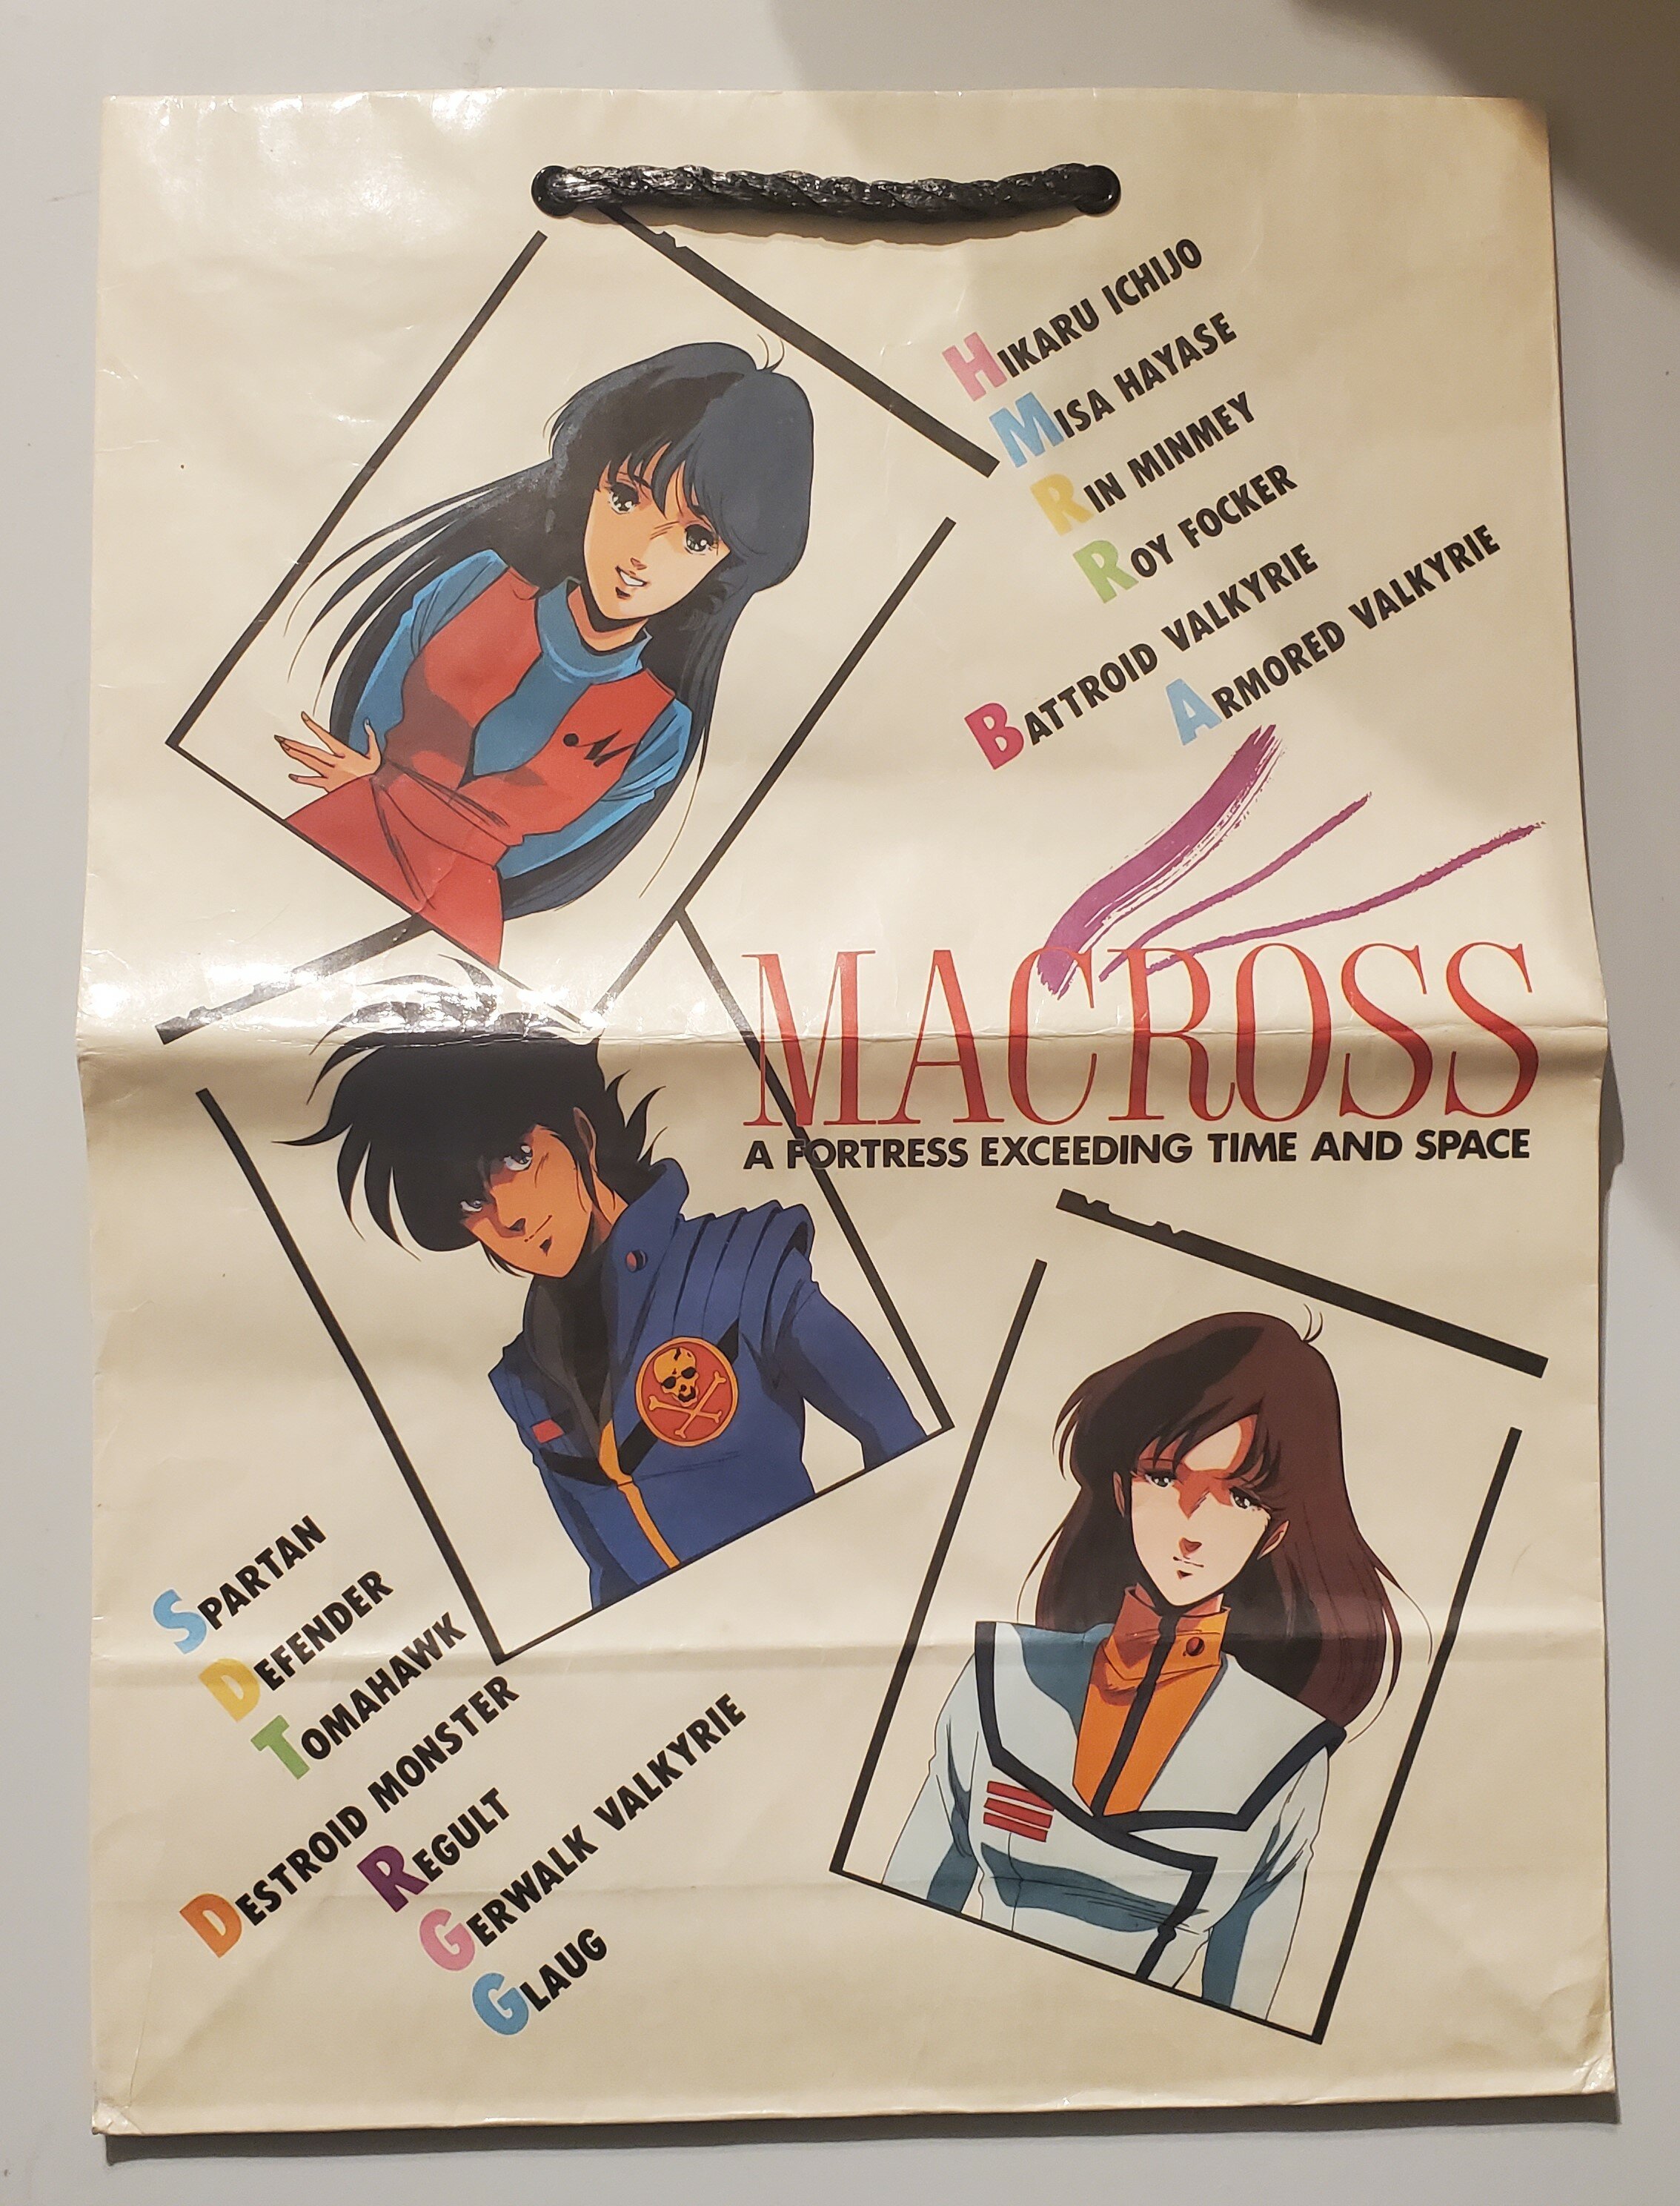 HIKARU ICHIJO
MISA HAYASE
RIN MINMEY
ROY FOCKER
BATTROID VALKYRIE
ARMORED VALKYRIE
MACROSS
A FORTRESS EXCEEDING TIME AND SPACE
SPARTAN
DEFENDER
TOMAHAWK
DESTROID MONSTER
REGULT
GERWALK VALKYRIE
GLAUG